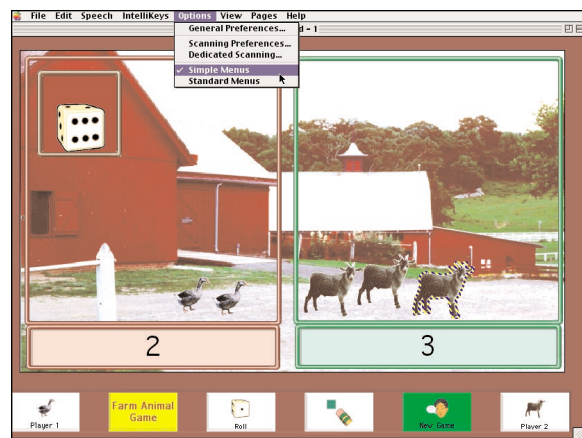 File Edit Speech IntelliKeys Options View Pages Help
d - 1
General Preferences...
Scanning Preferences...
Dedicated Scanning...
✓ Simple Menus
Standard Menus
2
3
Player 1
Farm Animal
Game
Roll
New Game
Player 2